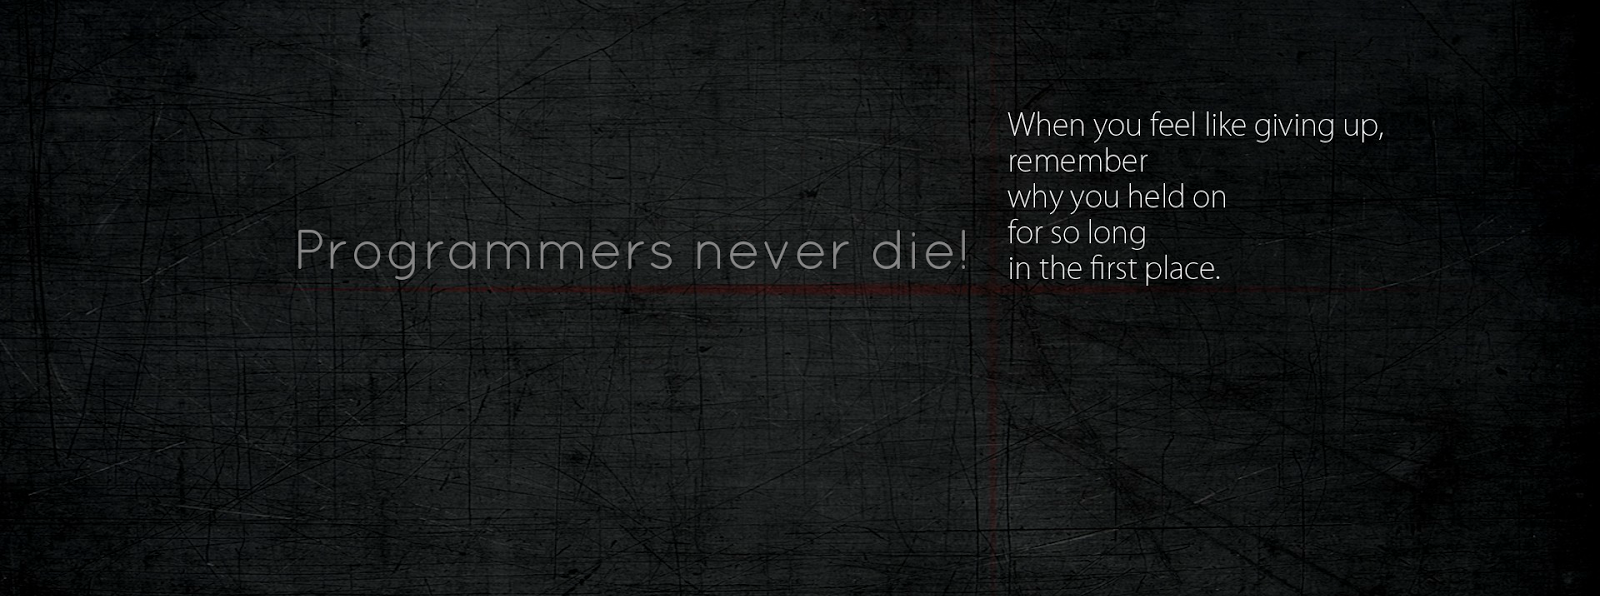 Programmers never die!
When you feel like giving up,
remember
why you held on
for so long
in the first place.